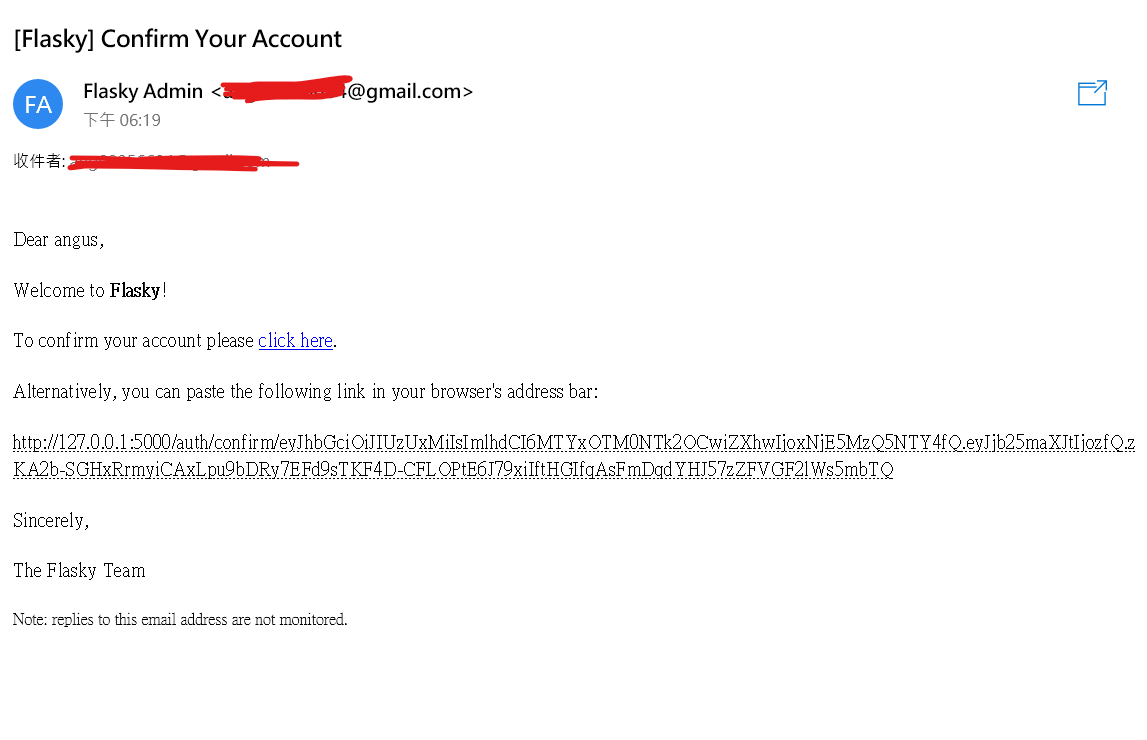 [Flasky] Confirm Your Account
FA
Flasky Admin <
@gmail.com>
下午 06:19
收件者:
Dear angus,
Welcome to Flasky!
To confirm your account please click here.
Alternatively, you can paste the following link in your browser's address bar:
http://127.0.0.1:5000/auth/confirm/eyJhbGciOiJIUzUxMiIsImlhdCI6MTYxOTM0NTk2OCwiZXhwIjoxNjE5MzQ5NTY4fQ.eyJjb25maXJtIjozfQ.z
KA2b-SGHxRrmyiCAxLpu9bDRy7EFd9sTKF4D-CFLOPtE6J79xiIftHGIfqAsFmDqdYHJ57zZFVGF2lWs5mbTQ
Sincerely,
The Flasky Team
Note: replies to this email address are not monitored.